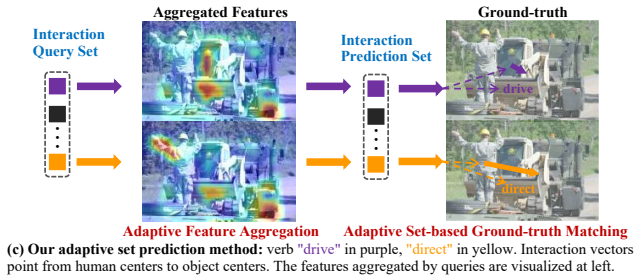 Interaction
Query Set
Aggregated Features
Interaction
Prediction Set
Ground-truth
drive
direct
Adaptive Feature Aggregation
Adaptive Set-based Ground-truth Matching
(c) Our adaptive set prediction method: verb "drive" in purple, "direct" in yellow. Interaction vectors
point from human centers to object centers. The features aggregated by queries are visualized at left.